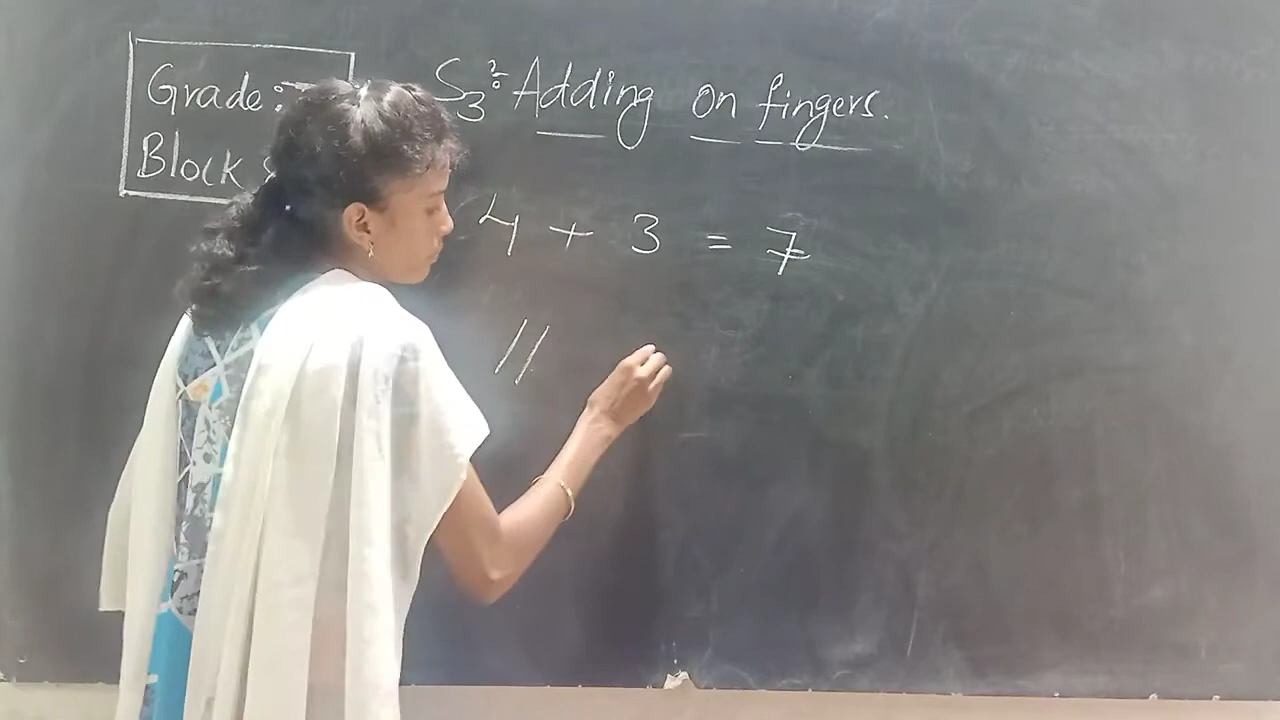 Grade:
Block
S3: Adding on fingers.
4 + 3 = 7
//